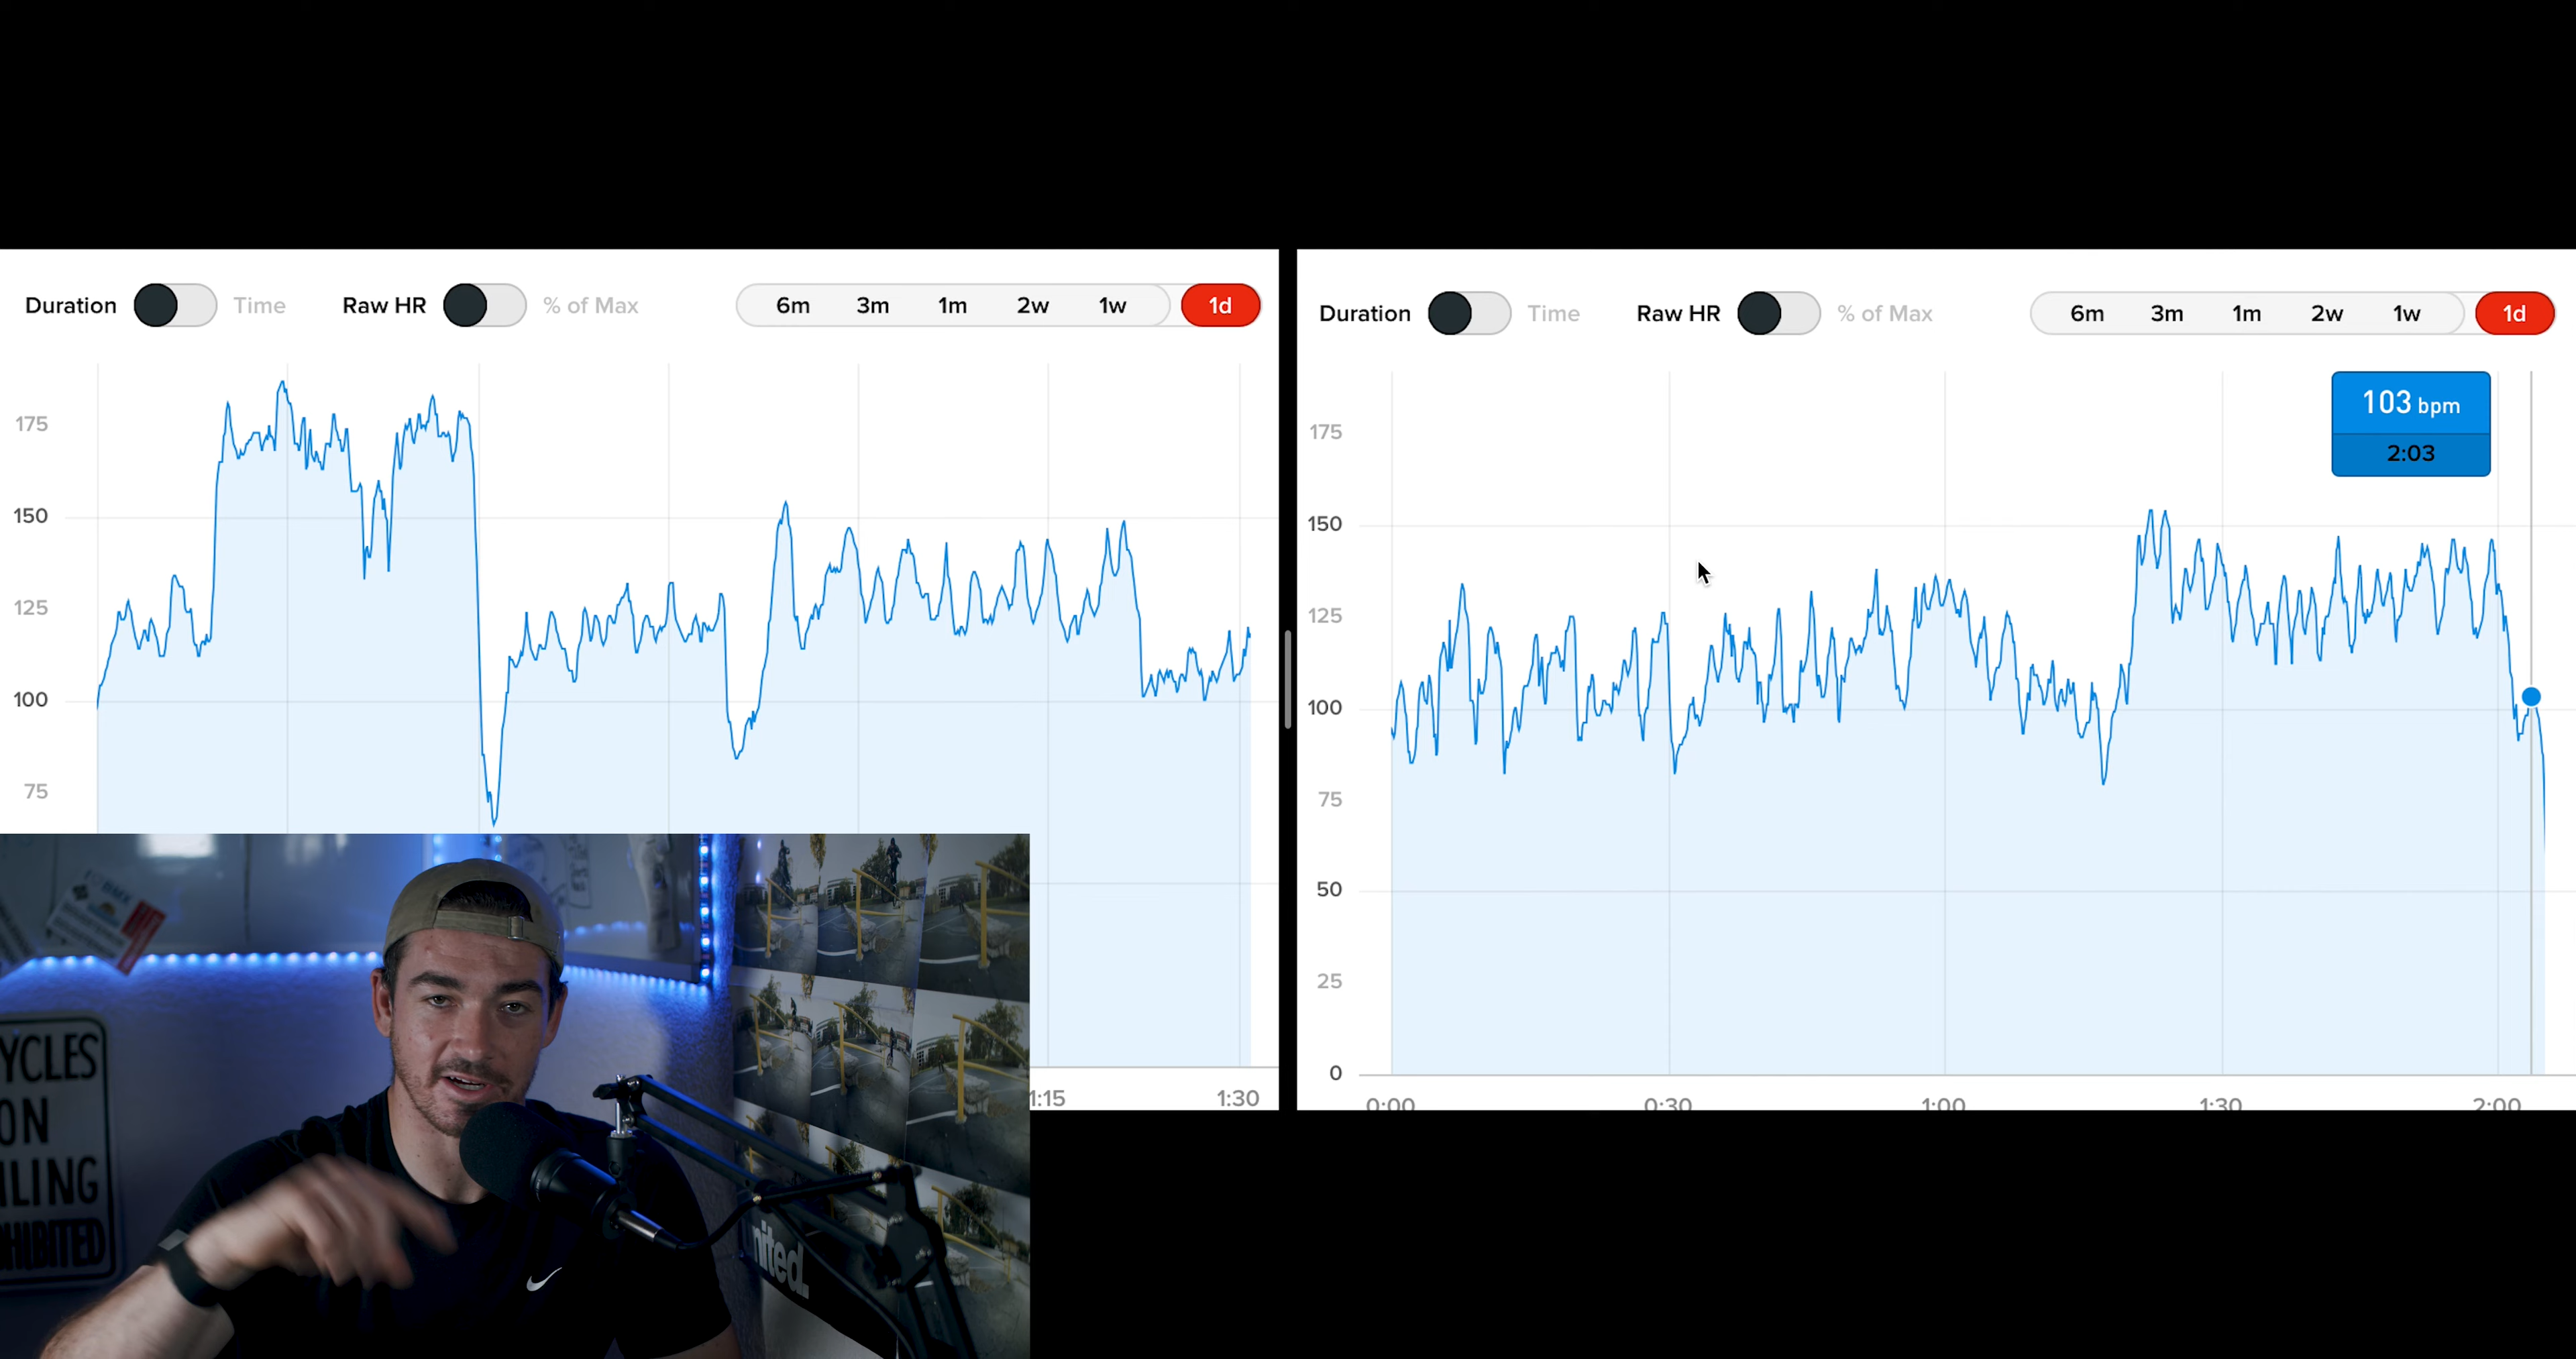 Duration Time Raw HR % of Max 6m 3m 1m 2w 1w 1d
175
150
125
100
75
1:15 1:30
Duration Time Raw HR % of Max 6m 3m 1m 2w 1w 1d
103 bpm
2:03
175
150
125
100
75
50
25
0
0:00 0:30 1:00 1:30 2:00
YCLES
ON
LING
HIBITED
nited.